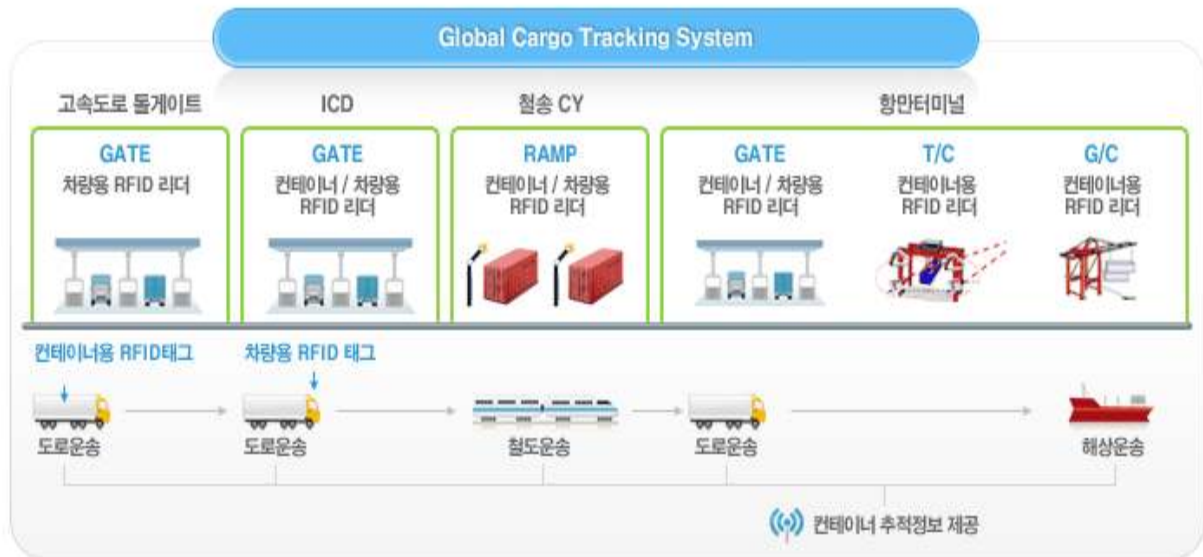 Global Cargo Tracking System
고속도로 톨게이트
ICD
철송 CY
항만터미널
GATE
차량용 RFID 리더
GATE
컨테이너 / 차량용
RFID 리더
RAMP
컨테이너 / 차량용
RFID 리더
GATE
컨테이너 / 차량용
RFID 리더
T/C
컨테이너용
RFID 리더
G/C
컨테이너용
RFID 리더
컨테이너용 RFID태그
차량용 RFID 태그
도로운송
도로운송
철도운송
도로운송
해상운송
컨테이너 추적정보 제공